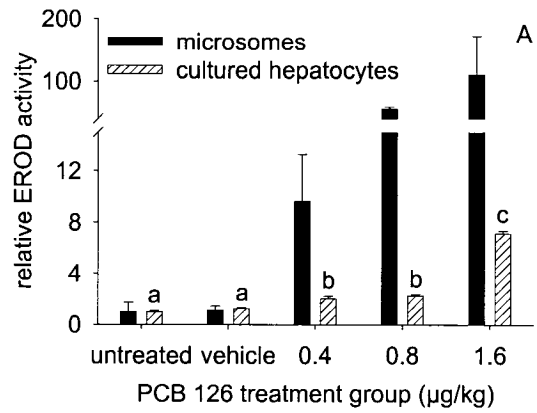 200
A
microsomes
cultured hepatocytes
100
relative EROD activity
12
8
c
4
a
a
b
b
0
untreated vehicle 0.4 0.8 1.6
PCB 126 treatment group (µg/kg)